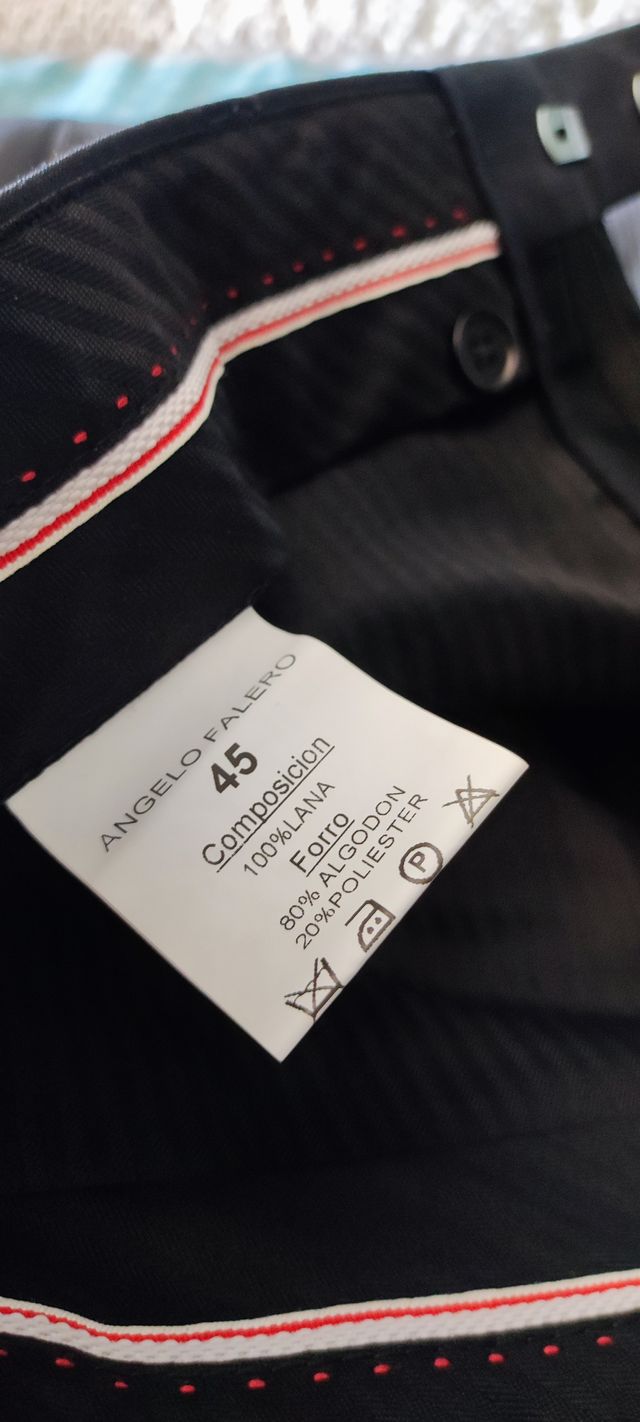 ANGELO FALERO
45
Composicion
100%LANA
Forro
80% ALGODON
20%POLIESTER
P